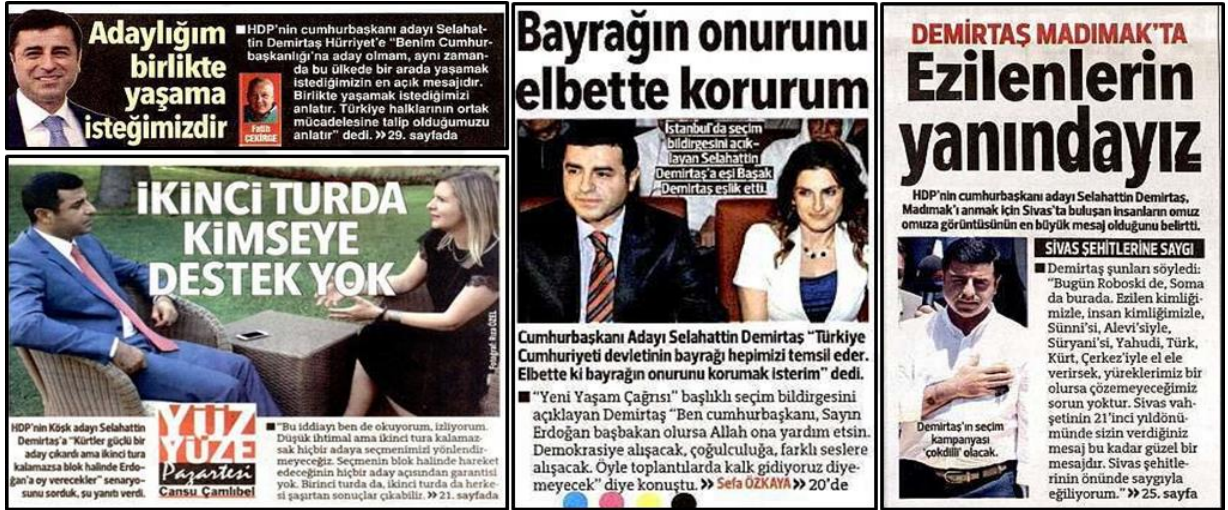 Adaylığım
birlikte
yaşama
isteğimizdir
■HDP'nin cumhurbaşkanı adayı Selahat-
tin Demirtaş Hürriyet'e "Benim Cumhur-
başkanlığı'na aday olmam, aynı zaman-
da bu ülkede bir arada yaşamak
istediğimizin en açık mesajıdır.
Birlikte yaşamak istediğimizi
anlatır. Türkiye halklarının ortak
mücadelesine talip olduğumuzu
anlatır" dedi. »» 29. sayfada
Fatih
ÇEKİRGE
İKİNCİ TURDA
KİMSEYE
DESTEK YOK
Fotoğraf: Rıza ÖZEL
HDP'nin Köşk adayı Selahattin
Demirtaş'a "Kürtler güçlü bir
aday çıkardı ama ikinci tura
kalamazsa blok halinde Erdo-
ğan'a oy verecekler" senaryo-
sunu sorduk, şu yanıtı verdi.
YÜZ
YÜZE
Pazartesi
Cansu Çamlıbel
■"Bu iddiayı ben de okuyorum, izliyorum.
Düşük ihtimal ama ikinci tura kalamaz-
sak hiçbir adaya seçmenimizi yönlendir-
meyeceğiz. Seçmenin blok halinde hareket
edeceğinin hiçbir aday açısından garantisi
yok. Birinci turda da, ikinci turda da herke-
si şaşırtan sonuçlar çıkabilir. »» 21. sayfada
Bayrağın onurunu
elbette korurum
İstanbul'da seçim
bildirgesini açık-
layan Selahattin
Demirtaş'a eşi Başak
Demirtaş eşlik etti.
Cumhurbaşkanı Adayı Selahattin Demirtaş "Türkiye
Cumhuriyeti devletinin bayrağı hepimizi temsil eder.
Elbette ki bayrağın onurunu korumak isterim" dedi.
■ "Yeni Yaşam Çağrısı" başlıklı seçim bildirgesini
açıklayan Demirtaş "Ben cumhurbaşkanı, Sayın
Erdoğan başbakan olursa Allah ona yardım etsin.
Demokrasiye alışacak, çoğulculuğa, farklı seslere
alışacak. Öyle toplantılarda kalk gidiyoruz diye-
meyecek" diye konuştu. »» Sefa ÖZKAYA »» 20'de
DEMİRTAŞ MADIMAK'TA
Ezilenlerin
yanındayız
HDP'nin cumhurbaşkanı adayı Selahattin Demirtaş,
Madımak'ı anmak için Sivas'ta buluşan insanların omuz
omuza görüntüsünün en büyük mesaj olduğunu belirtti.
SİVAS ŞEHİTLERİNE SAYGI
■ Demirtaş şunları söyledi:
"Bugün Roboski de, Soma
da burada. Ezilen kimliği-
mizle, insan kimliğimizle,
Sünni'si, Alevi'siyle,
Süryani'si, Yahudi, Türk,
Kürt, Çerkez'iyle el ele
verirsek, yüreklerimiz bir
olursa çözemeyeceğimiz
sorun yoktur. Sivas vah-
şetinin 21'inci yıldönü-
münde sizin verdiğiniz
mesaj bu kadar güzel bir
mesajdır. Sivas şehitle-
rinin önünde saygıyla
eğiliyorum." »» 25. sayfa
Demirtaş'ın seçim
kampanyası
'çokdilli' olacak.